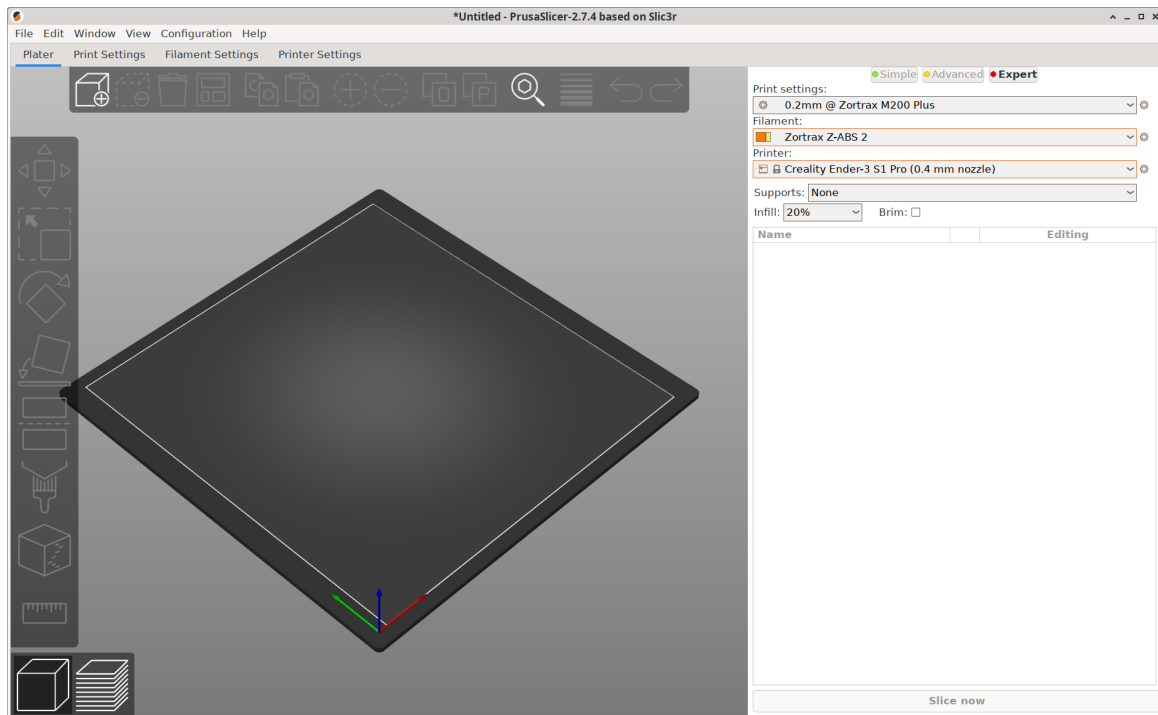 *Untitled - PrusaSlicer-2.7.4 based on Slic3r
File Edit Window View Configuration Help
Plater Print Settings Filament Settings Printer Settings
Simple Advanced Expert
Print settings:
0.2mm @ Zortrax M200 Plus
Filament:
Zortrax Z-ABS 2
Printer:
Creality Ender-3 S1 Pro (0.4 mm nozzle)
Supports: None
Infill: 20% Brim:
Name Editing
Slice now